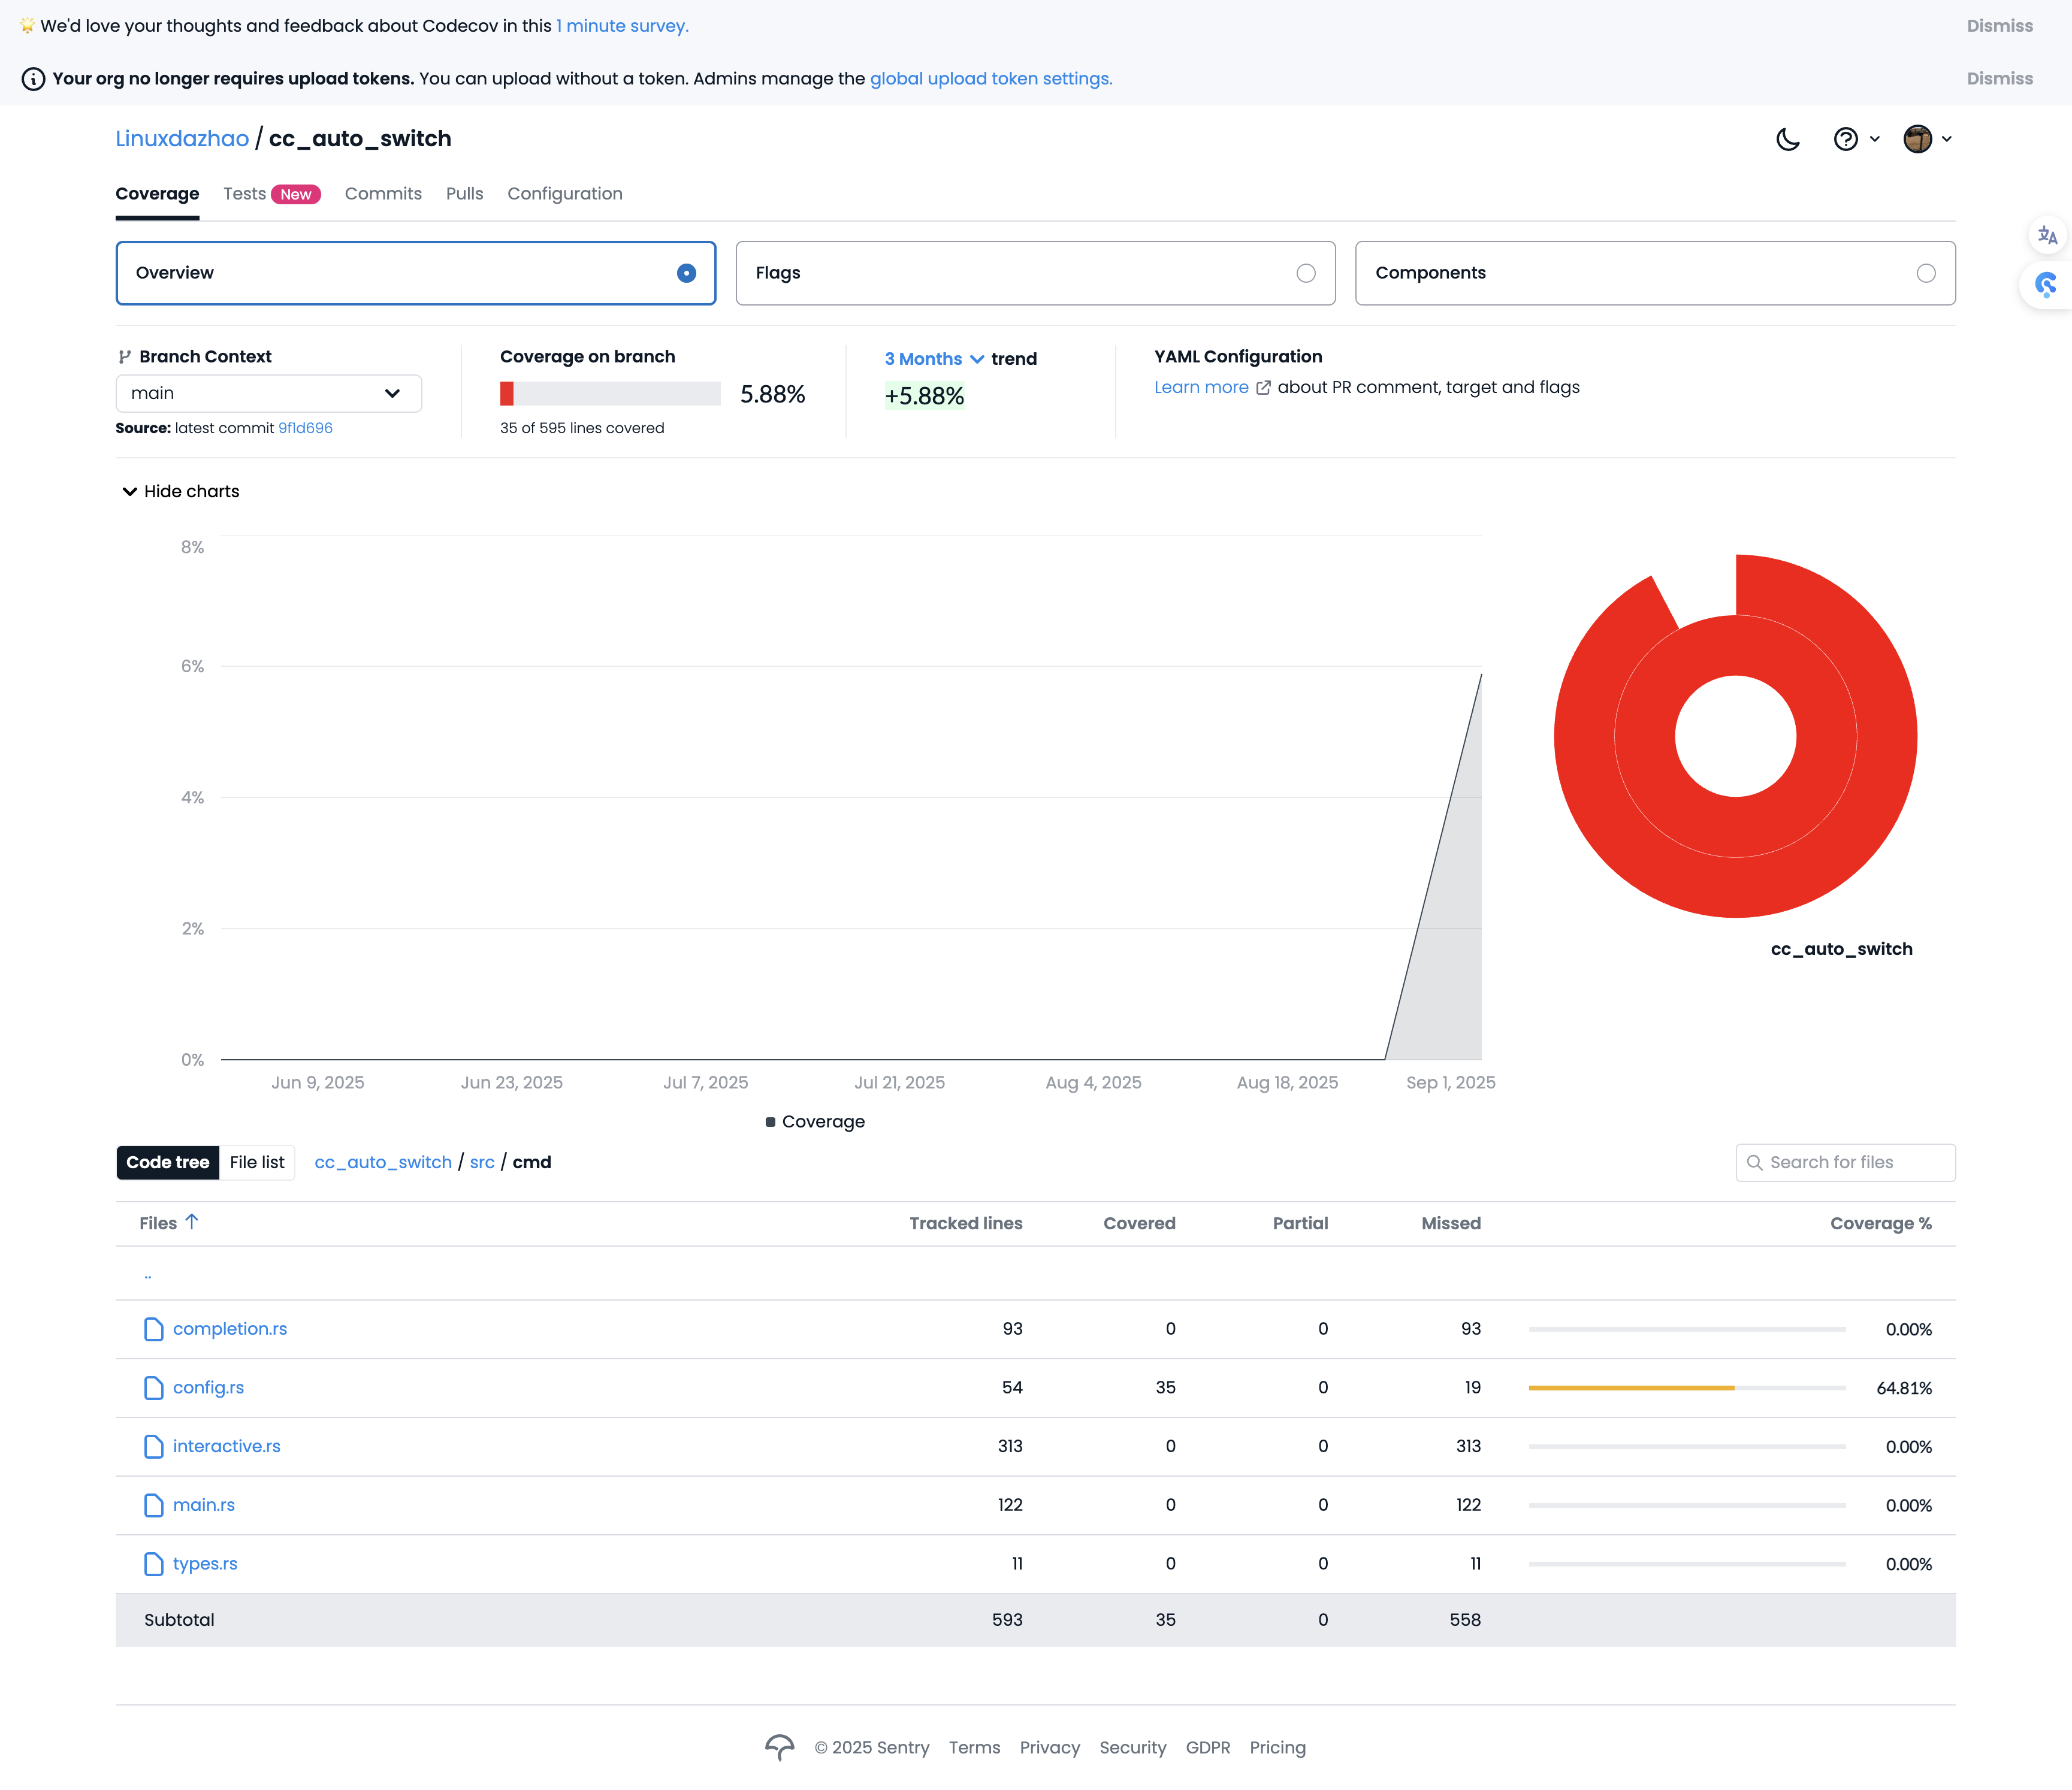 We'd love your thoughts and feedback about Codecov in this 1 minute survey.
Dismiss
Your org no longer requires upload tokens. You can upload without a token. Admins manage the global upload token settings.
Dismiss
Linuxdazhao / cc_auto_switch
Coverage Tests New Commits Pulls Configuration
Overview Flags Components
Branch Context
main
Source: latest commit 9f1d696
Coverage on branch
5.88%
35 of 595 lines covered
3 Months trend
+5.88%
YAML Configuration
Learn more about PR comment, target and flags
Hide charts
8%
6%
4%
2%
0%
Jun 9, 2025 Jun 23, 2025 Jul 7, 2025 Jul 21, 2025 Aug 4, 2025 Aug 18, 2025 Sep 1, 2025
Coverage
cc_auto_switch
Code tree File list cc_auto_switch / src / cmd Search for files
Files Tracked lines Covered Partial Missed Coverage %
..
completion.rs 93 0 0 93 0.00%
config.rs 54 35 0 19 64.81%
interactive.rs 313 0 0 313 0.00%
main.rs 122 0 0 122 0.00%
types.rs 11 0 0 11 0.00%
Subtotal 593 35 0 558
© 2025 Sentry Terms Privacy Security GDPR Pricing